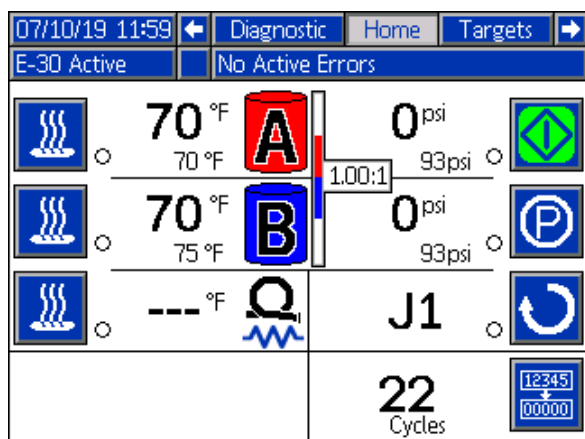 07/10/19 11:59 Diagnostic Home Targets
E-30 Active No Active Errors
70 °F A 0 psi
70 °F 93psi
1.00:1
70 °F B 0 psi
75 °F 93psi
P
---°F J1
22
Cycles
12345
00000